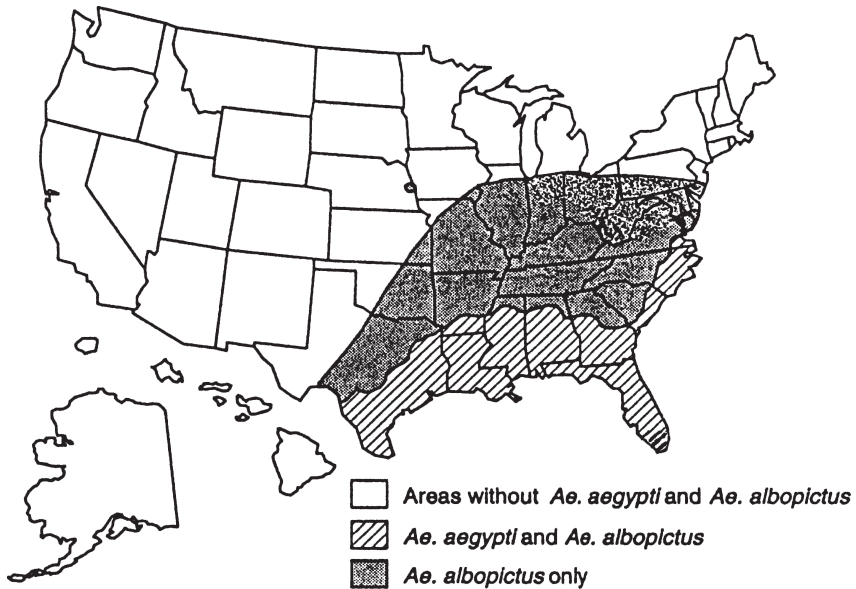 Areas without Ae. aegypti and Ae. albopictus
Ae. aegypti and Ae. albopictus
Ae. albopictus only